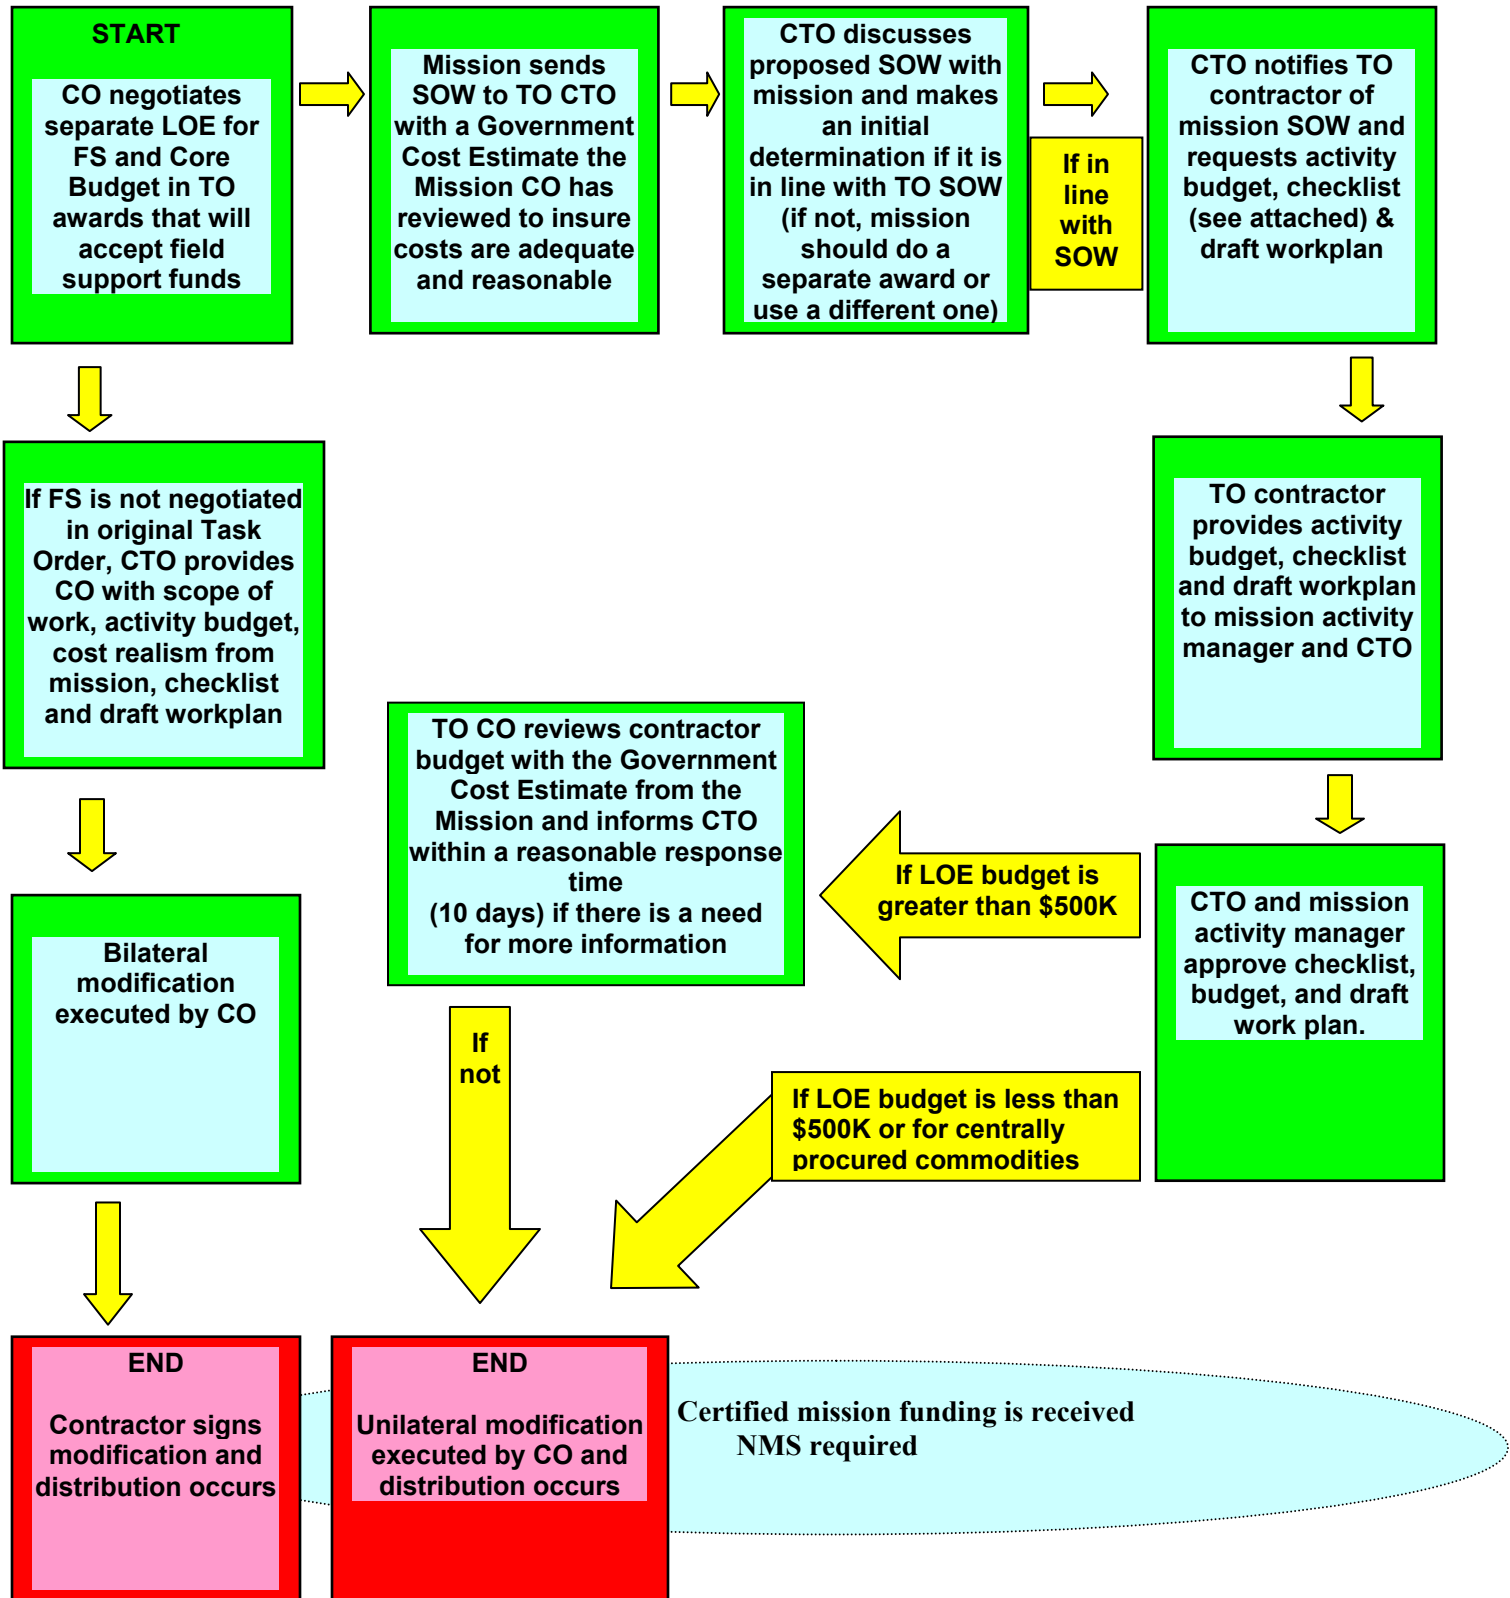 START
CO negotiates
separate LOE for
FS and Core
Budget in TO
awards that will
accept field
support funds
Mission sends
SOW to TO CTO
with a Government
Cost Estimate the
Mission CO has
reviewed to insure
costs are adequate
and reasonable
CTO discusses
proposed SOW with
mission and makes
an initial
determination if it is
in line with TO SOW
(if not, mission
should do a
separate award or
use a different one)
If in
line
with
SOW
CTO notifies TO
contractor of
mission SOW and
requests activity
budget, checklist
(see attached) &
draft workplan
If FS is not negotiated
in original Task
Order, CTO provides
CO with scope of
work, activity budget,
cost realism from
mission, checklist
and draft workplan
TO contractor
provides activity
budget, checklist
and draft workplan
to mission activity
manager and CTO
TO CO reviews contractor
budget with the Government
Cost Estimate from the
Mission and informs CTO
within a reasonable response
time
(10 days) if there is a need
for more information
If LOE budget is
greater than $500K
CTO and mission
activity manager
approve checklist,
budget, and draft
work plan.
Bilateral
modification
executed by CO
If
not
If LOE budget is less than
$500K or for centrally
procured commodities
END
Contractor signs
modification and
distribution occurs
END
Unilateral modification
executed by CO and
distribution occurs
Certified mission funding is received
NMS required